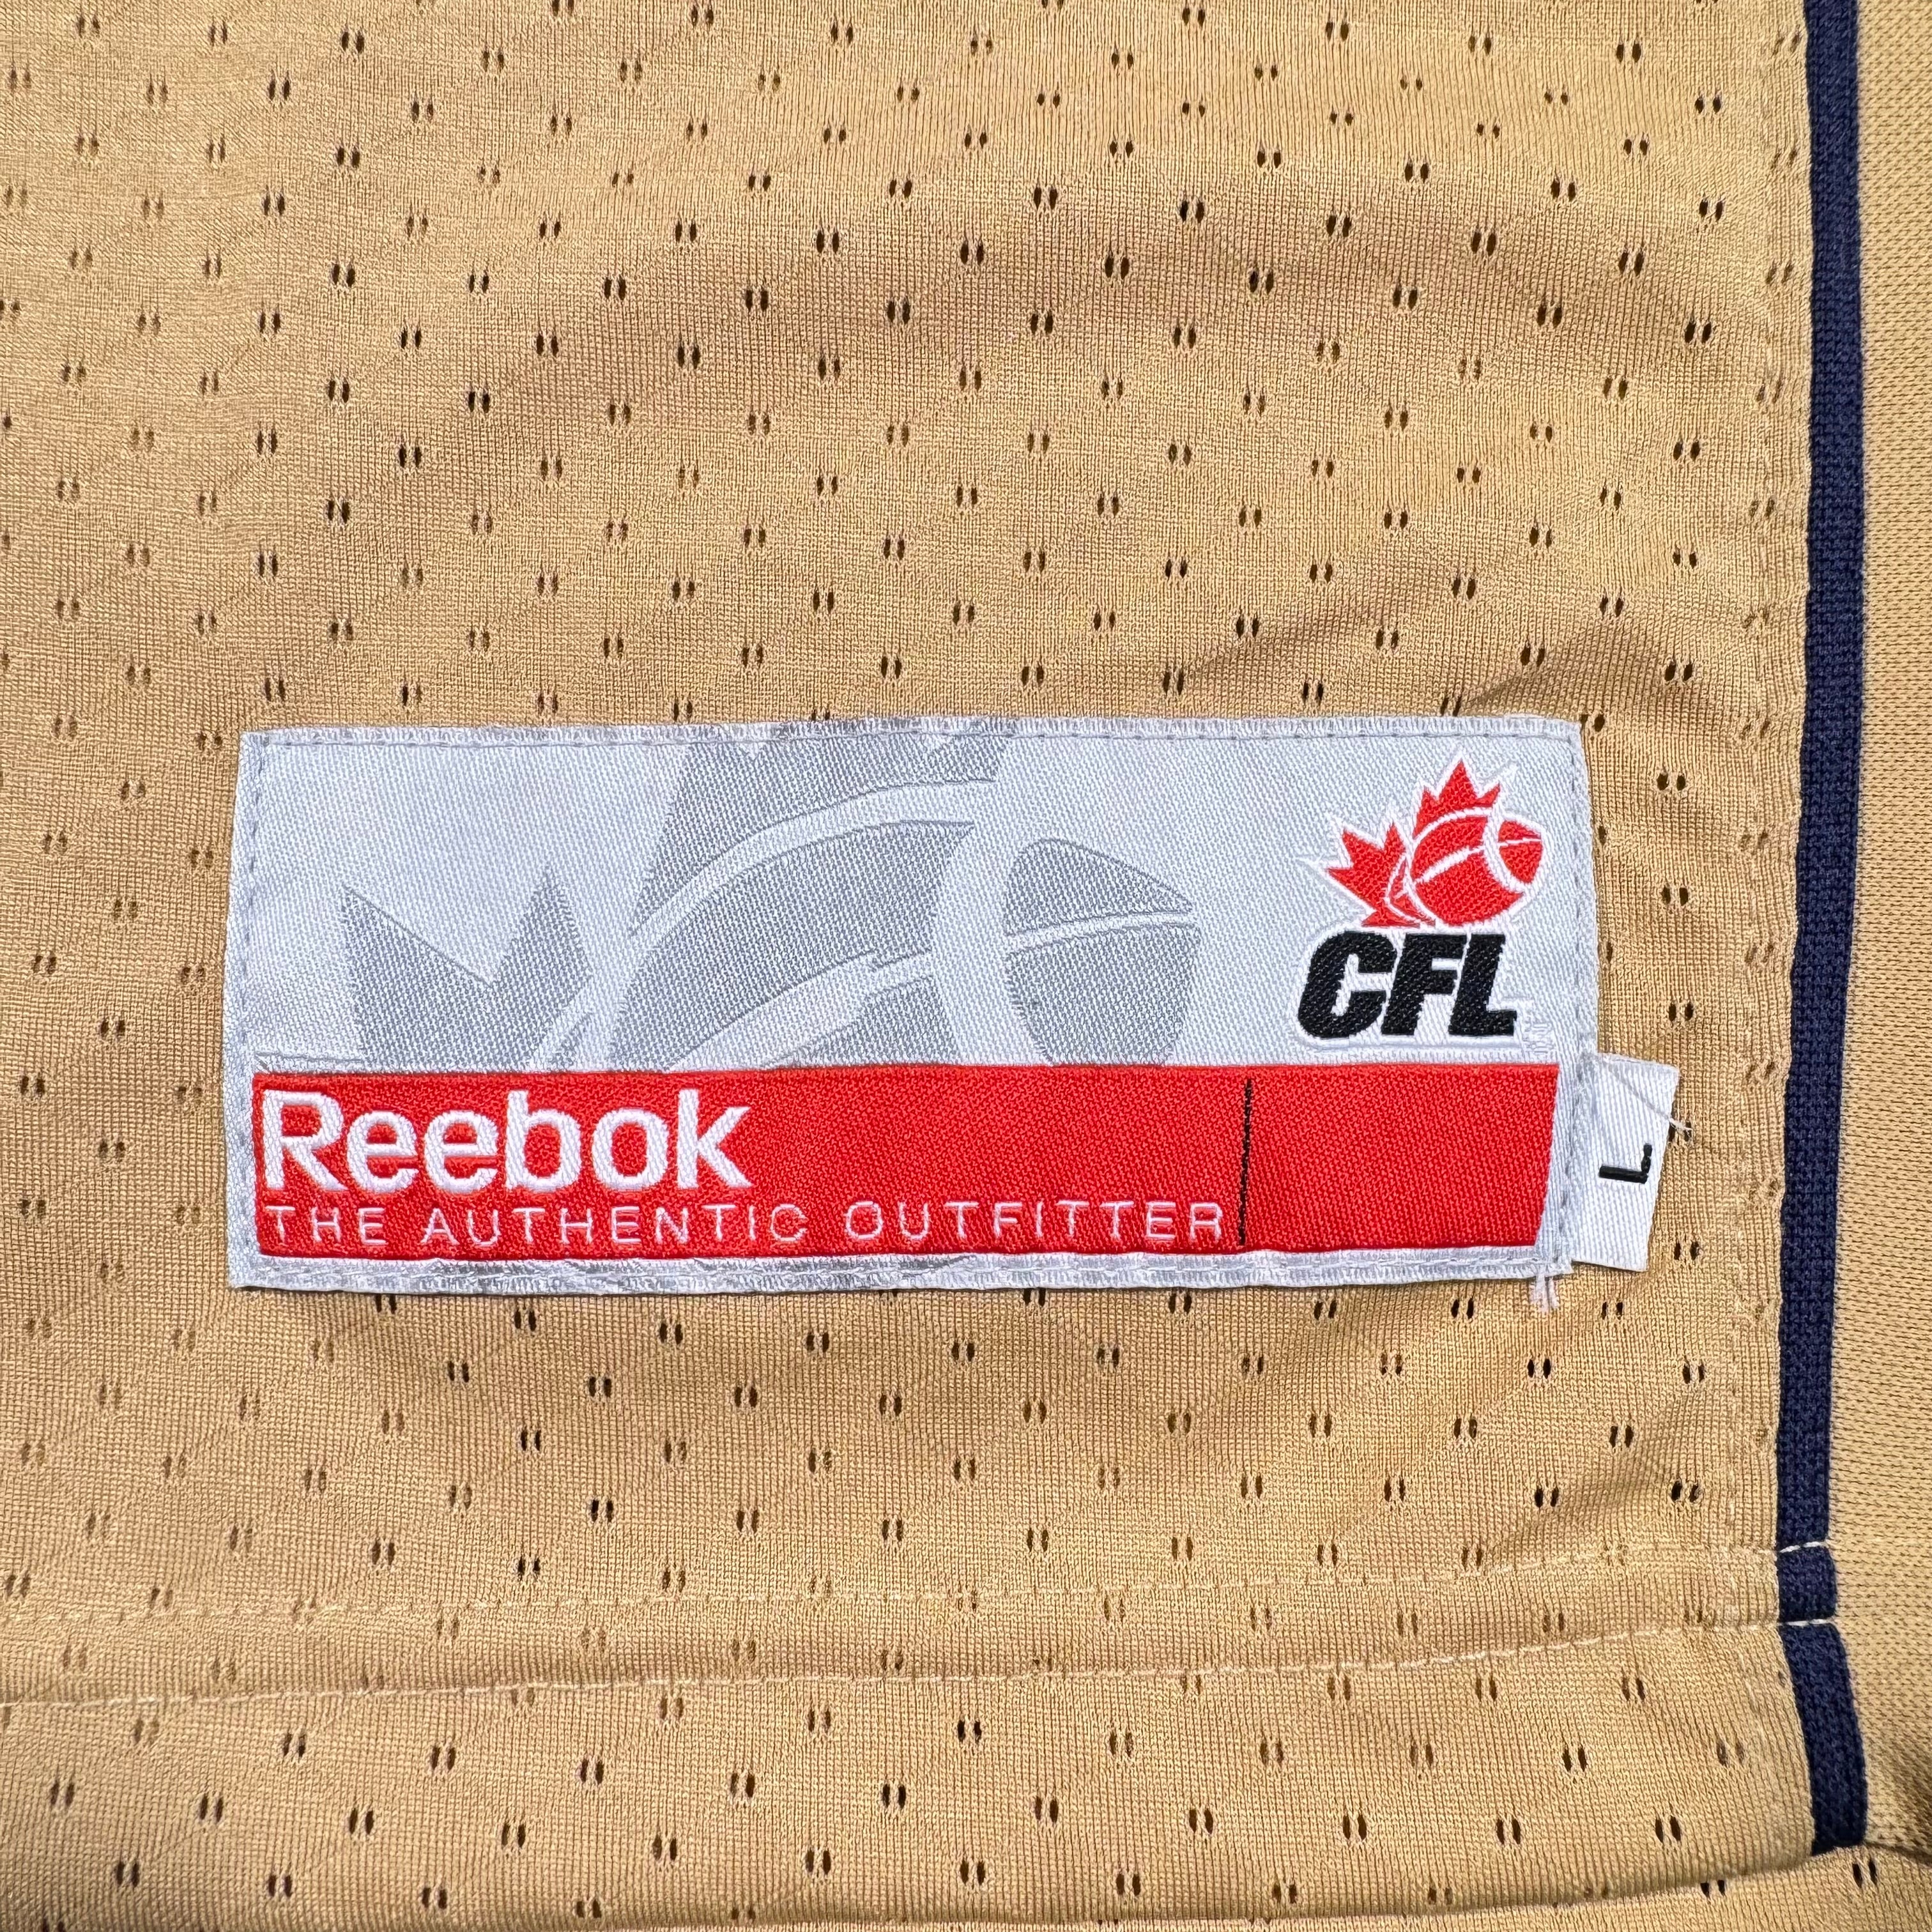 CFL
Reebok
THE AUTHENTIC OUTFITTER
L